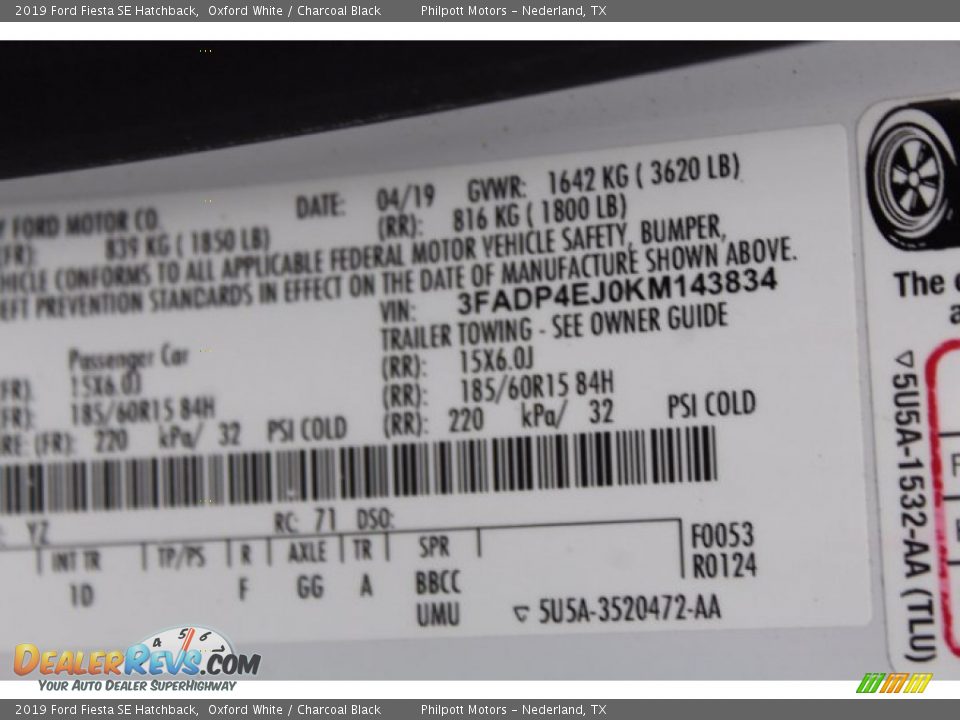 2019 Ford Fiesta SE Hatchback, Oxford White / Charcoal Black Philpott Motors - Nederland, TX
FORD MOTOR CO. DATE: 04/19 GVWR: 1642 KG ( 3620 LB)
(FR): 839 KG ( 1850 LB) (RR): 816 KG ( 1800 LB)
CONFORMS TO ALL APPLICABLE FEDERAL MOTOR VEHICLE SAFETY, BUMPER,
PREVENTION STANDARDS IN EFFECT ON THE DATE OF MANUFACTURE SHOWN ABOVE.
VIN: 3FADP4EJ0KM143834
TRAILER TOWING - SEE OWNER GUIDE
Passenger Car
(FR): 15X6.0J (RR): 15X6.0J
(FR): 185/60R15 84H (RR): 185/60R15 84H
RE: (FR): 220 kPa/ 32 PSI COLD (RR): 220 kPa/ 32 PSI COLD
YZ RC: 71 DSO:
INT TR TP/PS R AXLE TR SPR F0053
1D F GG A BBCC R0124
UMU 5U5A-3520472-AA
The
5U5A-1532-AA (TLU)
4 5 6
DEALERREVS.COM
YOUR AUTO DEALER SUPERHIGHWAY
2019 Ford Fiesta SE Hatchback, Oxford White / Charcoal Black Philpott Motors - Nederland, TX